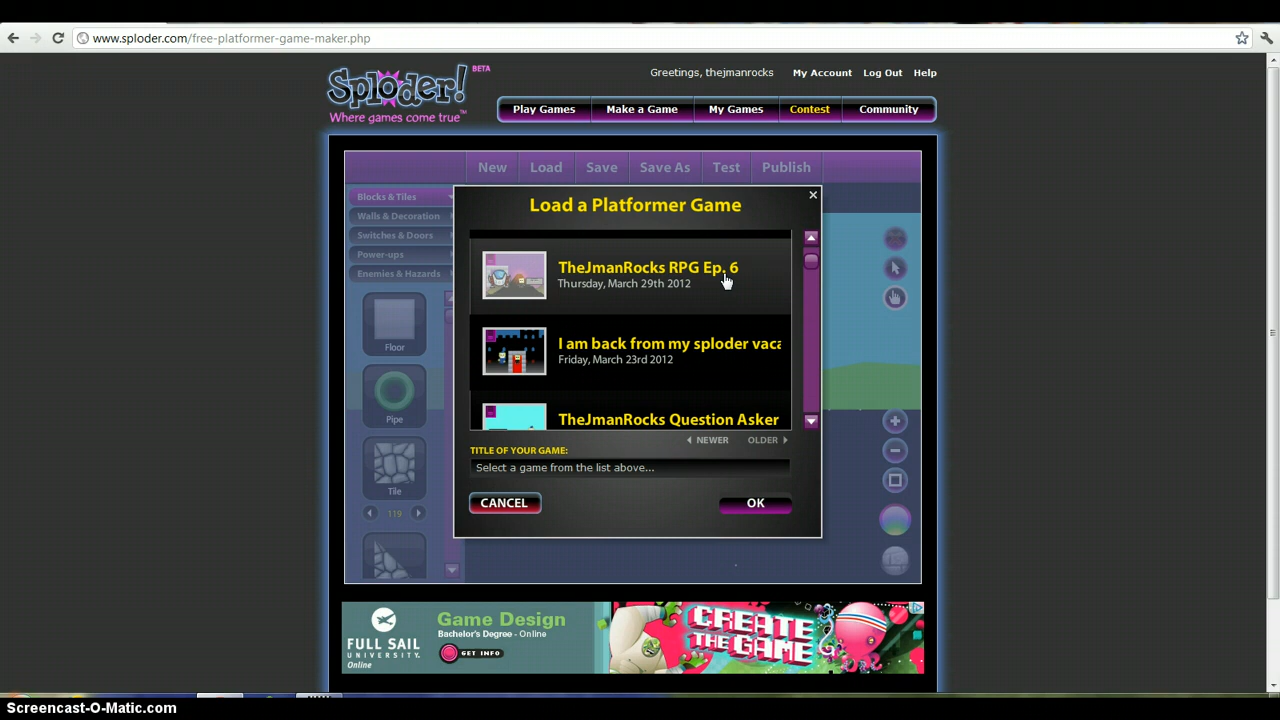 www.sploder.com/free-platformer-game-maker.php
Sploder!
BETA
Where games come true™
Greetings, thejmanrocks My Account Log Out Help
Play Games Make a Game My Games Contest Community
New Load Save Save As Test Publish
Blocks & Tiles
Walls & Decoration
Switches & Doors
Power-ups
Enemies & Hazards
Floor
Pipe
Tile
119
Load a Platformer Game
TheJmanRocks RPG Ep. 6
Thursday, March 29th 2012
I am back from my sploder vaca
Friday, March 23rd 2012
TheJmanRocks Question Asker
NEWER OLDER
TITLE OF YOUR GAME:
Select a game from the list above...
CANCEL OK
FULL SAIL
UNIVERSITY.
Online
Game Design
Bachelor's Degree - Online
GET INFO
CREATE
THE GAME
Screencast-O-Matic.com